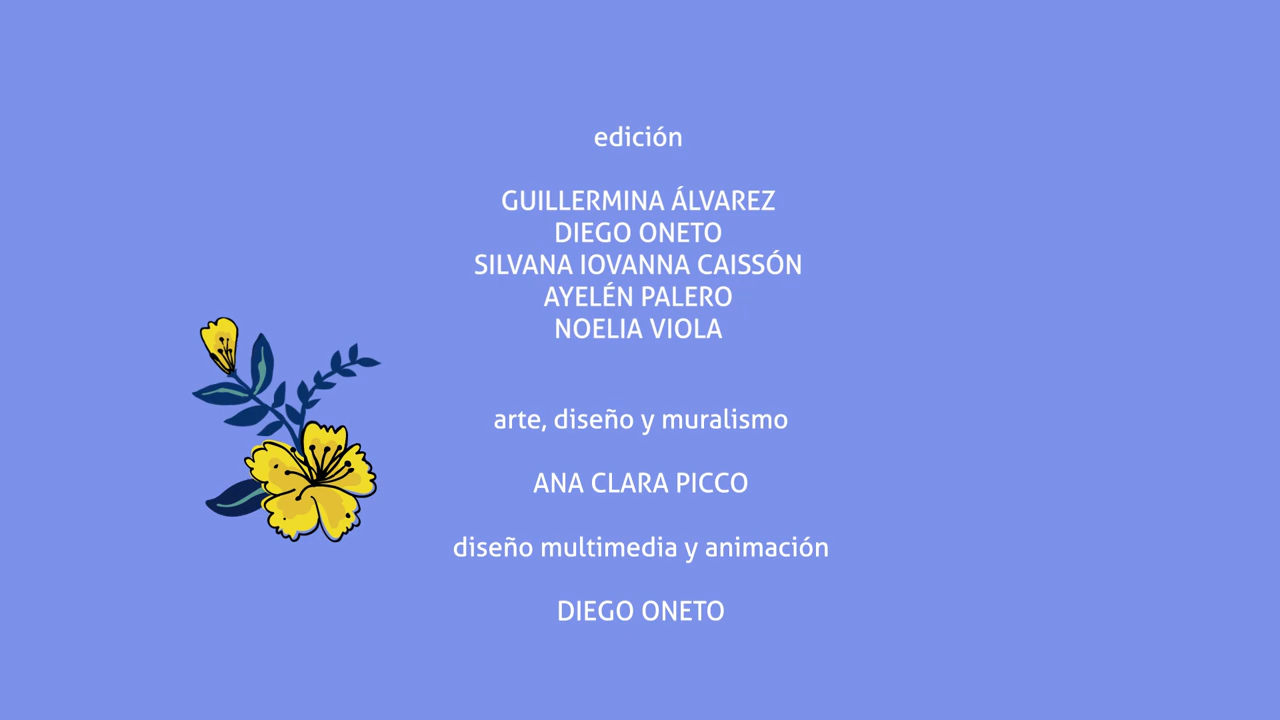 edición
GUILLERMINA ÁLVAREZ
DIEGO ONETO
SILVANA IOVANNA CAISSÓN
AYELÉN PALERO
NOELIA VIOLA
arte, diseño y muralismo
ANA CLARA PICCO
diseño multimedia y animación
DIEGO ONETO